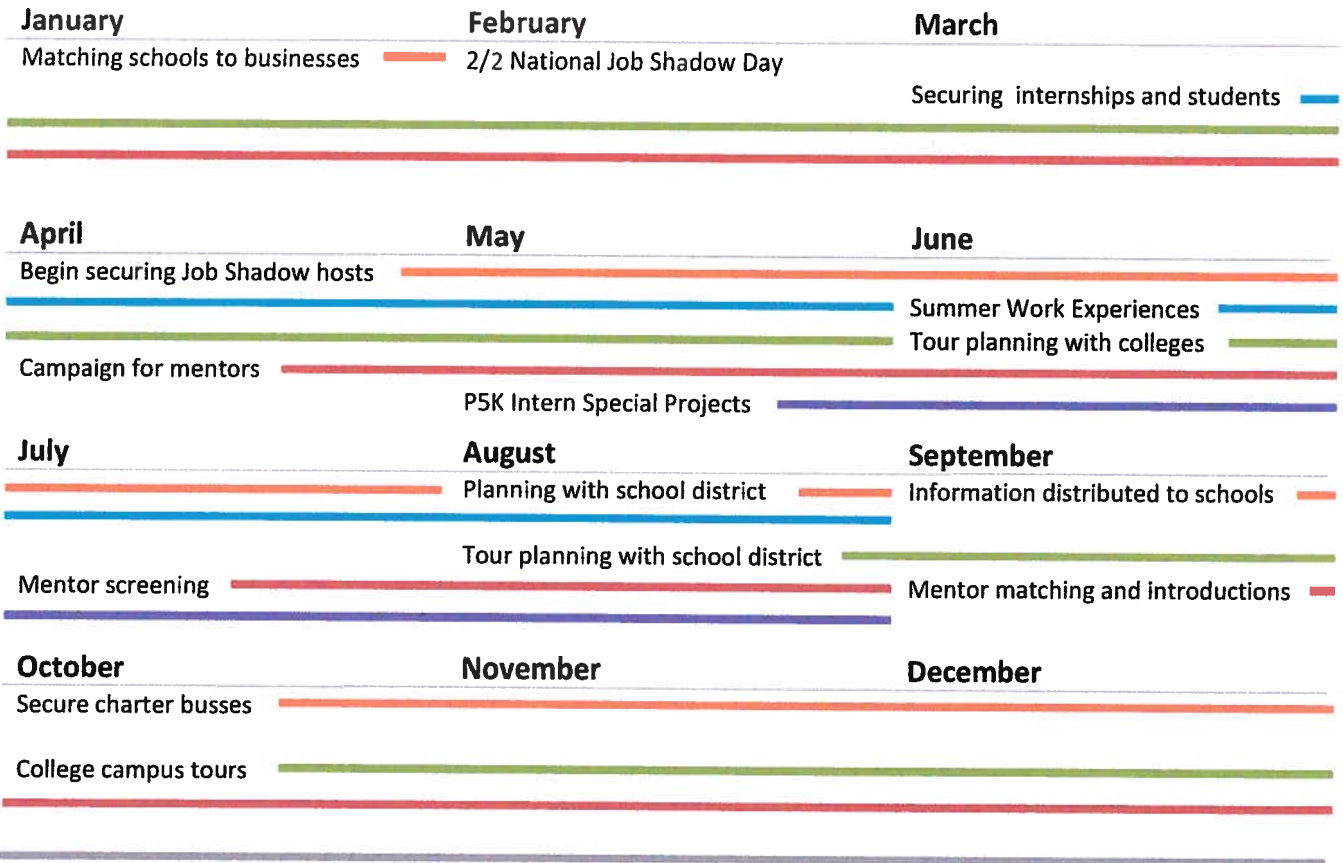 January February March
Matching schools to businesses 2/2 National Job Shadow Day
Securing internships and students
April May June
Begin securing Job Shadow hosts
Summer Work Experiences
Tour planning with colleges
Campaign for mentors
P5K Intern Special Projects
July August September
Planning with school district Information distributed to schools
Tour planning with school district
Mentor screening Mentor matching and introductions
October November December
Secure charter busses
College campus tours